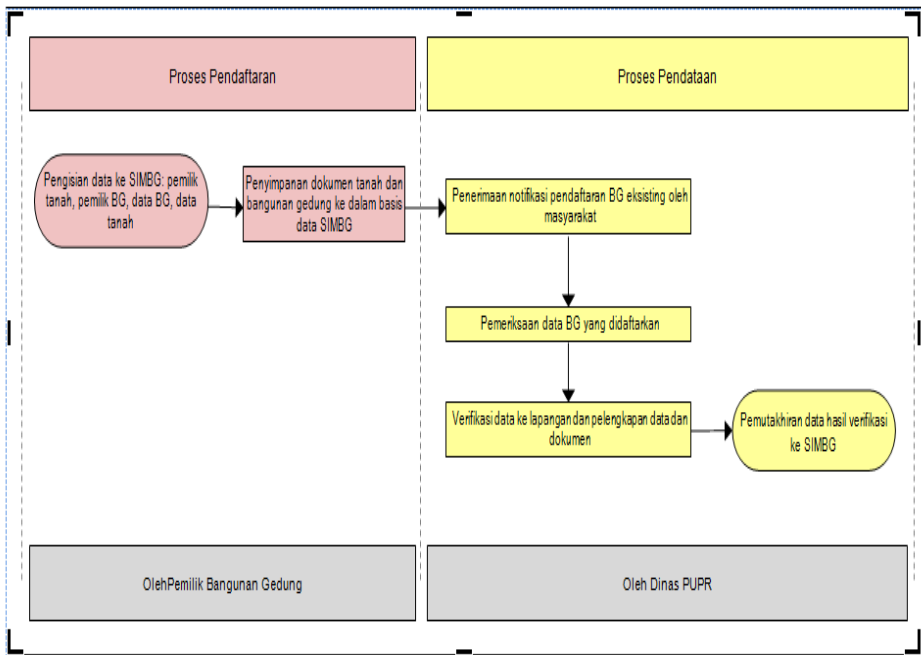 Proses Pendaftaran
Proses Pendataan
Pengisian data ke SIMBG: pemilik
tanah, pemilik BG, data BG, data
tanah
Penyimpanan dokumen tanah dan
bangunan gedung ke dalam basis
data SIMBG
Penerimaan notifikasi pendaftaran BG eksisting oleh
masyarakat
Pemeriksaan data BG yang didaftarkan
Verifikasi data ke lapangan dan pelengkapan data dan
dokumen
Pemutakhiran data hasil verifikasi
ke SIMBG
OlehPemilik Bangunan Gedung
Oleh Dinas PUPR